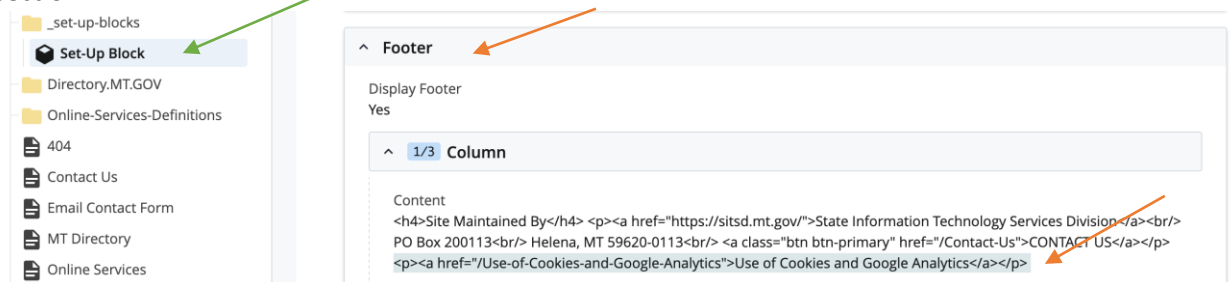 _set-up-blocks
Set-Up Block
Directory.MT.GOV
Online-Services-Definitions
404
Contact Us
Email Contact Form
MT Directory
Online Services
Footer
Display Footer
Yes
1/3 Column
Content
<h4>Site Maintained By</h4> <p><a href="https://sitsd.mt.gov/">State Information Technology Services Division</a><br/>
PO Box 200113<br/> Helena, MT 59620-0113<br/> <a class="btn btn-primary" href="/Contact-Us">CONTACT US</a></p>
<p><a href="/Use-of-Cookies-and-Google-Analytics">Use of Cookies and Google Analytics</a></p>